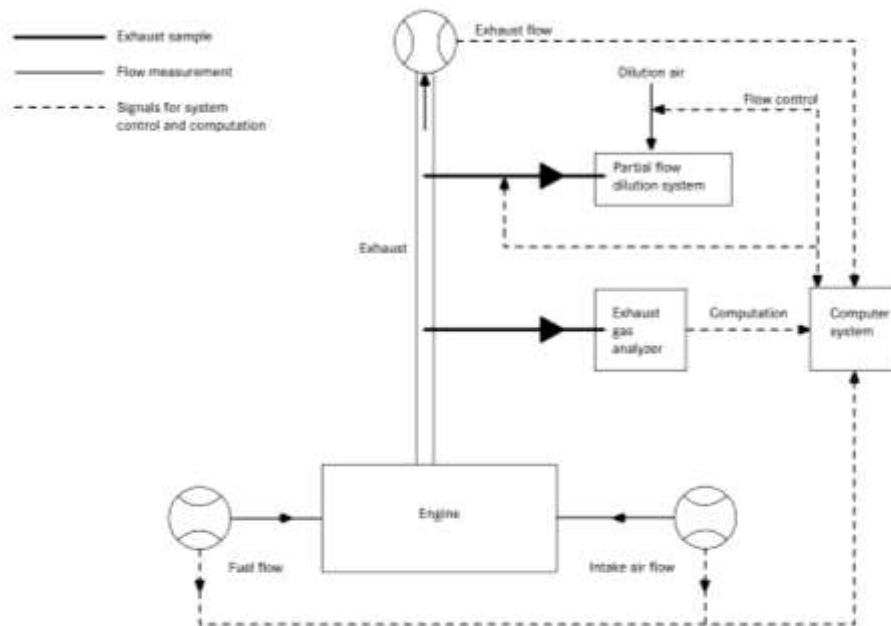 Exhaust sample
Flow measurement
Signals for system
control and computation
Exhaust flow
Dilution air
Flow control
Partial flow
dilution system
Exhaust
Exhaust
gas
analyzer
Computation
Computer
system
Engine
Fuel flow
Intake air flow